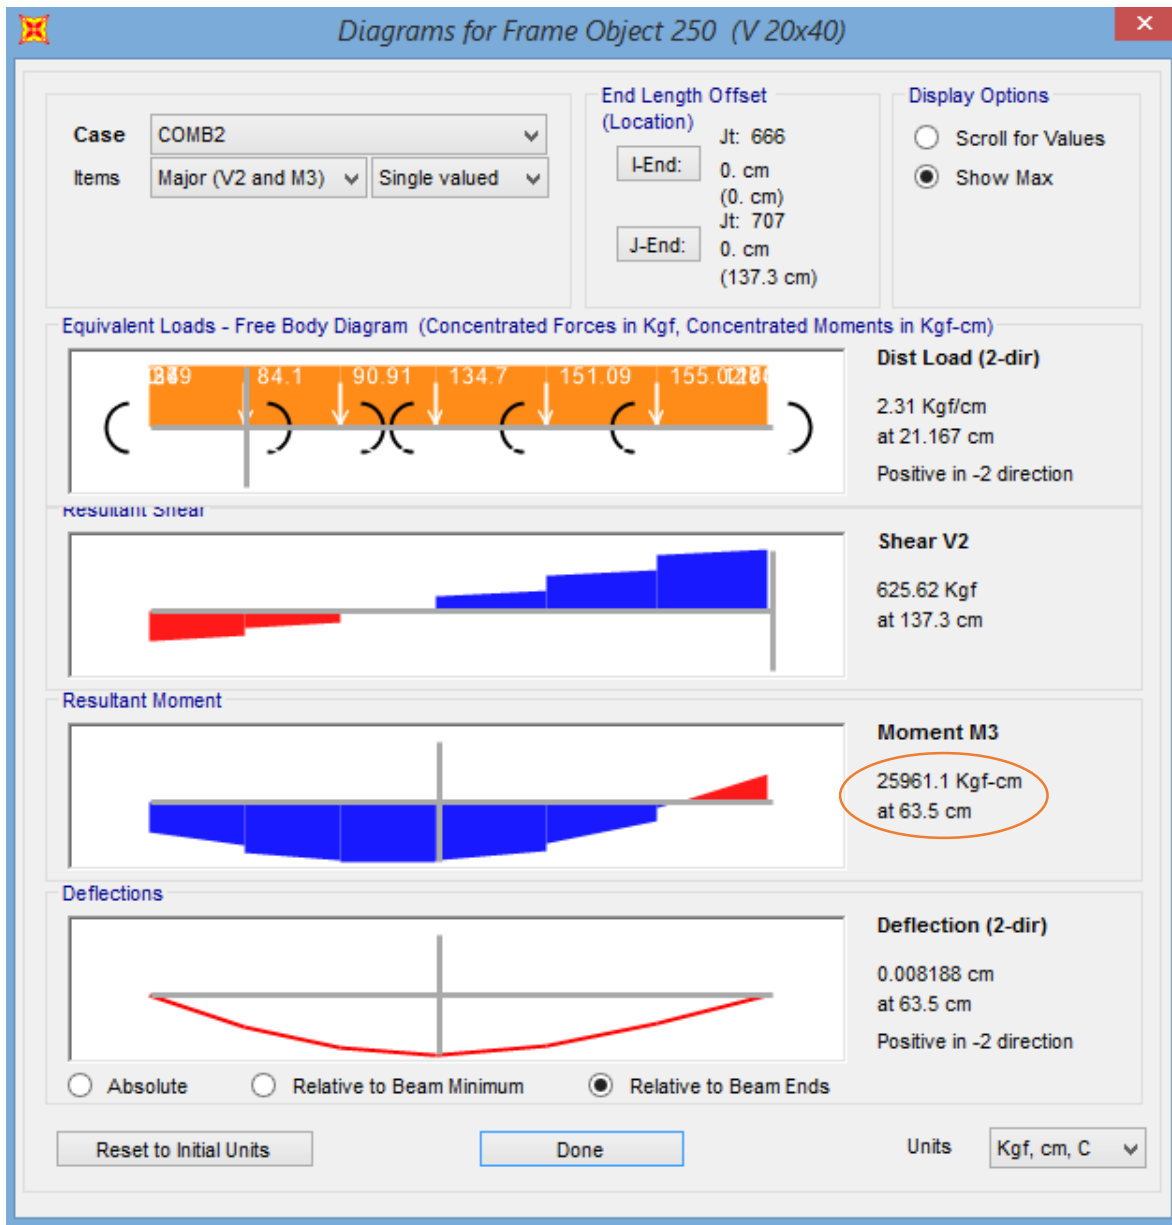 Diagrams for Frame Object 250 (V 20x40)
Case COMB2
Items Major (V2 and M3) Single valued
End Length Offset
(Location)
Jt: 666
I-End: 0. cm
(0. cm)
Jt: 707
J-End: 0. cm
(137.3 cm)
Display Options
Scroll for Values
Show Max
Equivalent Loads - Free Body Diagram (Concentrated Forces in Kgf, Concentrated Moments in Kgf-cm)
84.1 90.91 134.7 151.09
Dist Load (2-dir)
2.31 Kgf/cm
at 21.167 cm
Positive in -2 direction
Resultant Shear
Shear V2
625.62 Kgf
at 137.3 cm
Resultant Moment
Moment M3
25961.1 Kgf-cm
at 63.5 cm
Deflections
Deflection (2-dir)
0.008188 cm
at 63.5 cm
Positive in -2 direction
Absolute Relative to Beam Minimum Relative to Beam Ends
Reset to Initial Units Done Units Kgf, cm, C